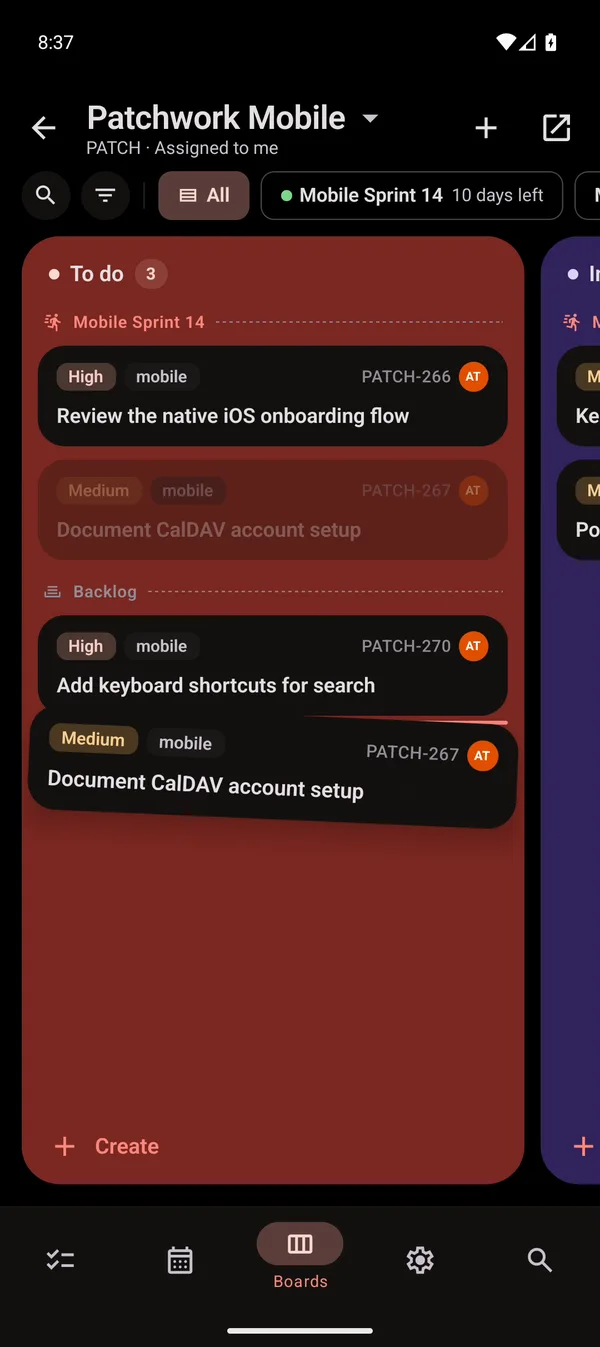 8:37
Patchwork Mobile
PATCH · Assigned to me
All
Mobile Sprint 14 10 days left
To do 3
Mobile Sprint 14
High mobile PATCH-266 AT
Review the native iOS onboarding flow
Medium mobile PATCH-267 AT
Document CalDAV account setup
Backlog
High mobile PATCH-270 AT
Add keyboard shortcuts for search
Medium mobile PATCH-267 AT
Document CalDAV account setup
Create
Ke
Po
Boards